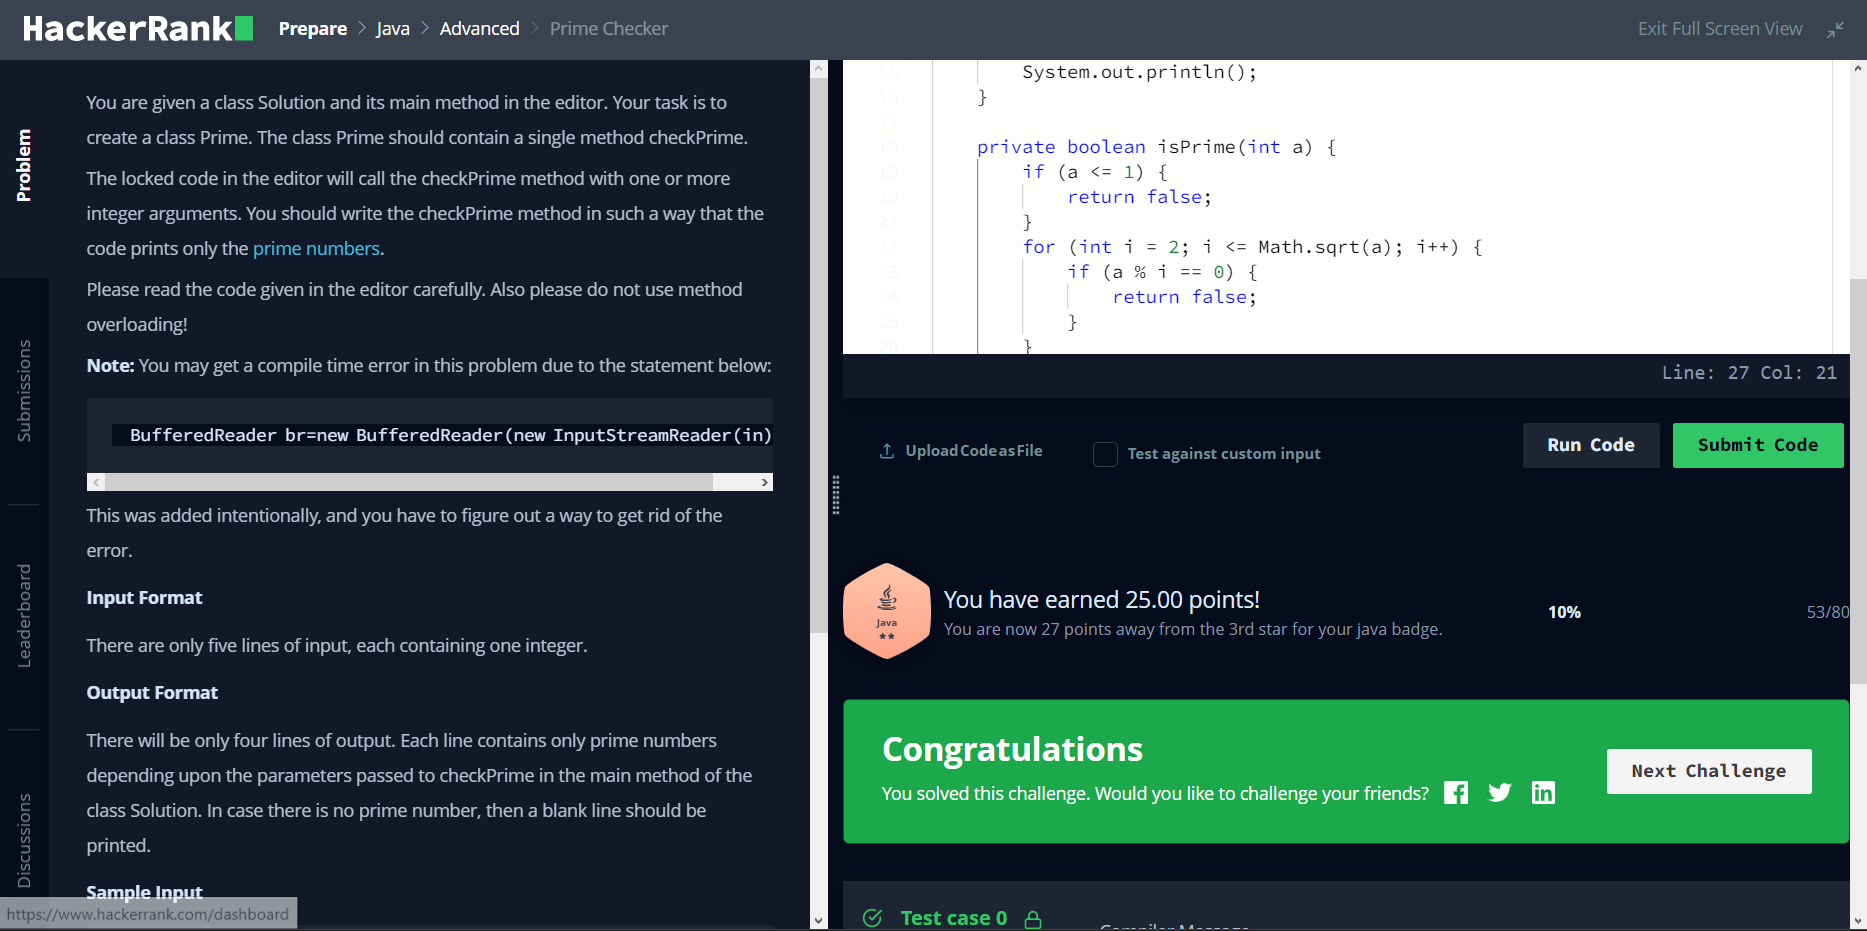 HackerRank
Prepare > Java > Advanced > Prime Checker
Exit Full Screen View
Problem
Submissions
Leaderboard
Discussions
You are given a class Solution and its main method in the editor. Your task is to
create a class Prime. The class Prime should contain a single method checkPrime.
The locked code in the editor will call the checkPrime method with one or more
integer arguments. You should write the checkPrime method in such a way that the
code prints only the prime numbers.
Please read the code given in the editor carefully. Also please do not use method
overloading!
Note: You may get a compile time error in this problem due to the statement below:
BufferedReader br=new BufferedReader(new InputStreamReader(in)
This was added intentionally, and you have to figure out a way to get rid of the
error.
Input Format
There are only five lines of input, each containing one integer.
Output Format
There will be only four lines of output. Each line contains only prime numbers
depending upon the parameters passed to checkPrime in the main method of the
class Solution. In case there is no prime number, then a blank line should be
printed.
Sample Input
https://www.hackerrank.com/dashboard
15 System.out.println();
16 }
17
18 private boolean isPrime(int a) {
19 if (a <= 1) {
20 return false;
21 }
22 for (int i = 2; i <= Math.sqrt(a); i++) {
23 if (a % i == 0) {
24 return false;
25 }
26 }
Line: 27 Col: 21
Upload Code as File
Test against custom input
Run Code
Submit Code
Java
You have earned 25.00 points!
You are now 27 points away from the 3rd star for your java badge.
10%
53/80
Congratulations
You solved this challenge. Would you like to challenge your friends?
Next Challenge
Test case 0
Compiler Message